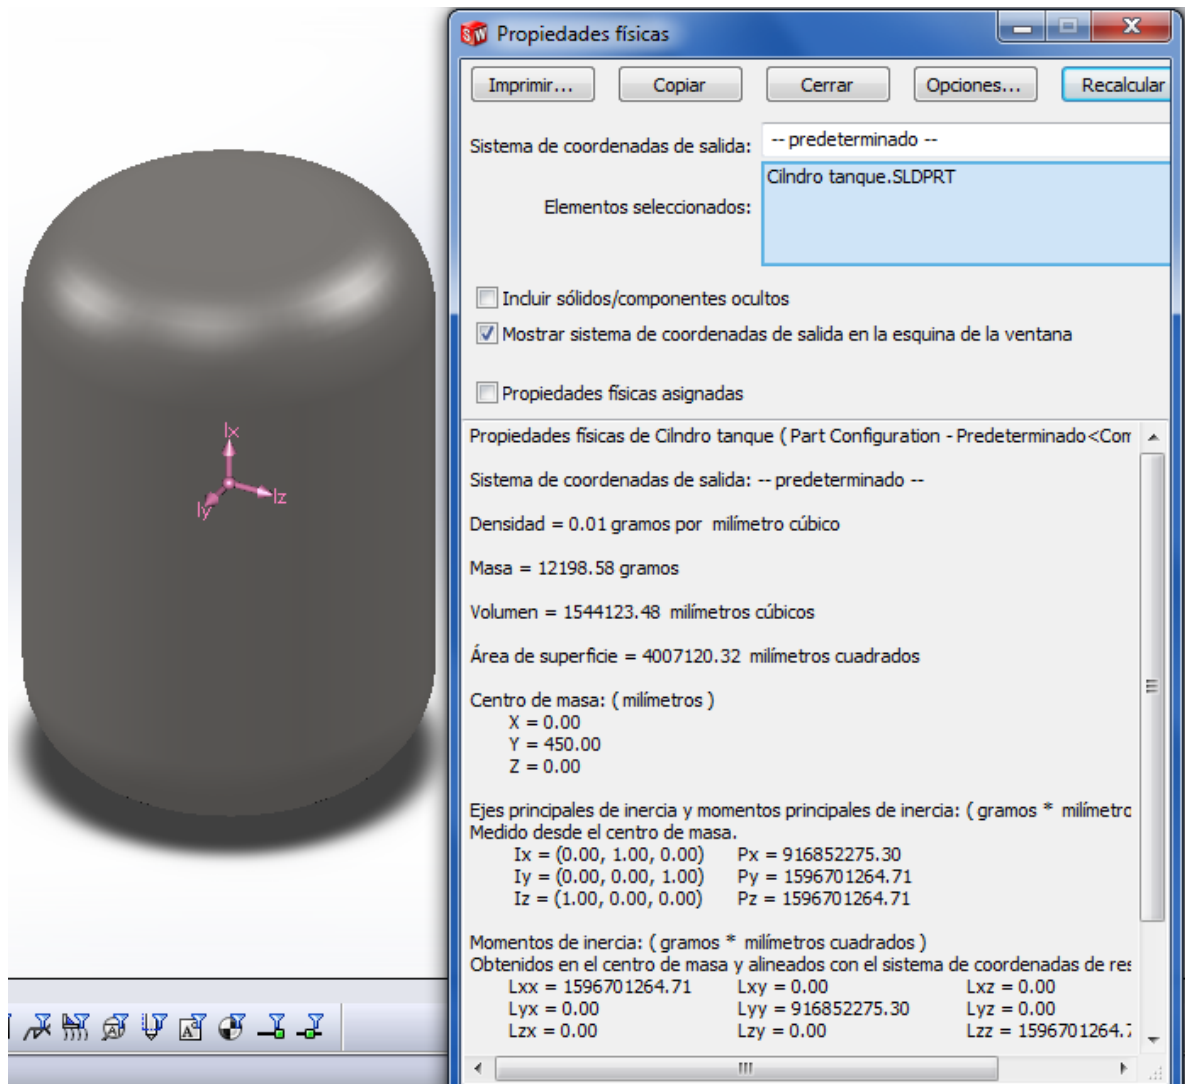 SW Propiedades físicas
Imprimir... Copiar Cerrar Opciones... Recalcular
Sistema de coordenadas de salida: -- predeterminado --
Cilndro tanque.SLDPRT
Elementos seleccionados:
Incluir sólidos/componentes ocultos
Mostrar sistema de coordenadas de salida en la esquina de la ventana
Propiedades físicas asignadas
Propiedades físicas de Cilndro tanque ( Part Configuration - Predeterminado<Com
Sistema de coordenadas de salida: -- predeterminado --
Densidad = 0.01 gramos por milímetro cúbico
Masa = 12198.58 gramos
Volumen = 1544123.48 milímetros cúbicos
Área de superficie = 4007120.32 milímetros cuadrados
Centro de masa: ( milímetros )
X = 0.00
Y = 450.00
Z = 0.00
Ejes principales de inercia y momentos principales de inercia: ( gramos * milímetro
Medido desde el centro de masa.
Ix = (0.00, 1.00, 0.00) Px = 916852275.30
Iy = (0.00, 0.00, 1.00) Py = 1596701264.71
Iz = (1.00, 0.00, 0.00) Pz = 1596701264.71
Momentos de inercia: ( gramos * milímetros cuadrados )
Obtenidos en el centro de masa y alineados con el sistema de coordenadas de res
Lxx = 1596701264.71 Lxy = 0.00 Lxz = 0.00
Lyx = 0.00 Lyy = 916852275.30 Lyz = 0.00
Lzx = 0.00 Lzy = 0.00 Lzz = 1596701264.7
Ix
Iz
Iy